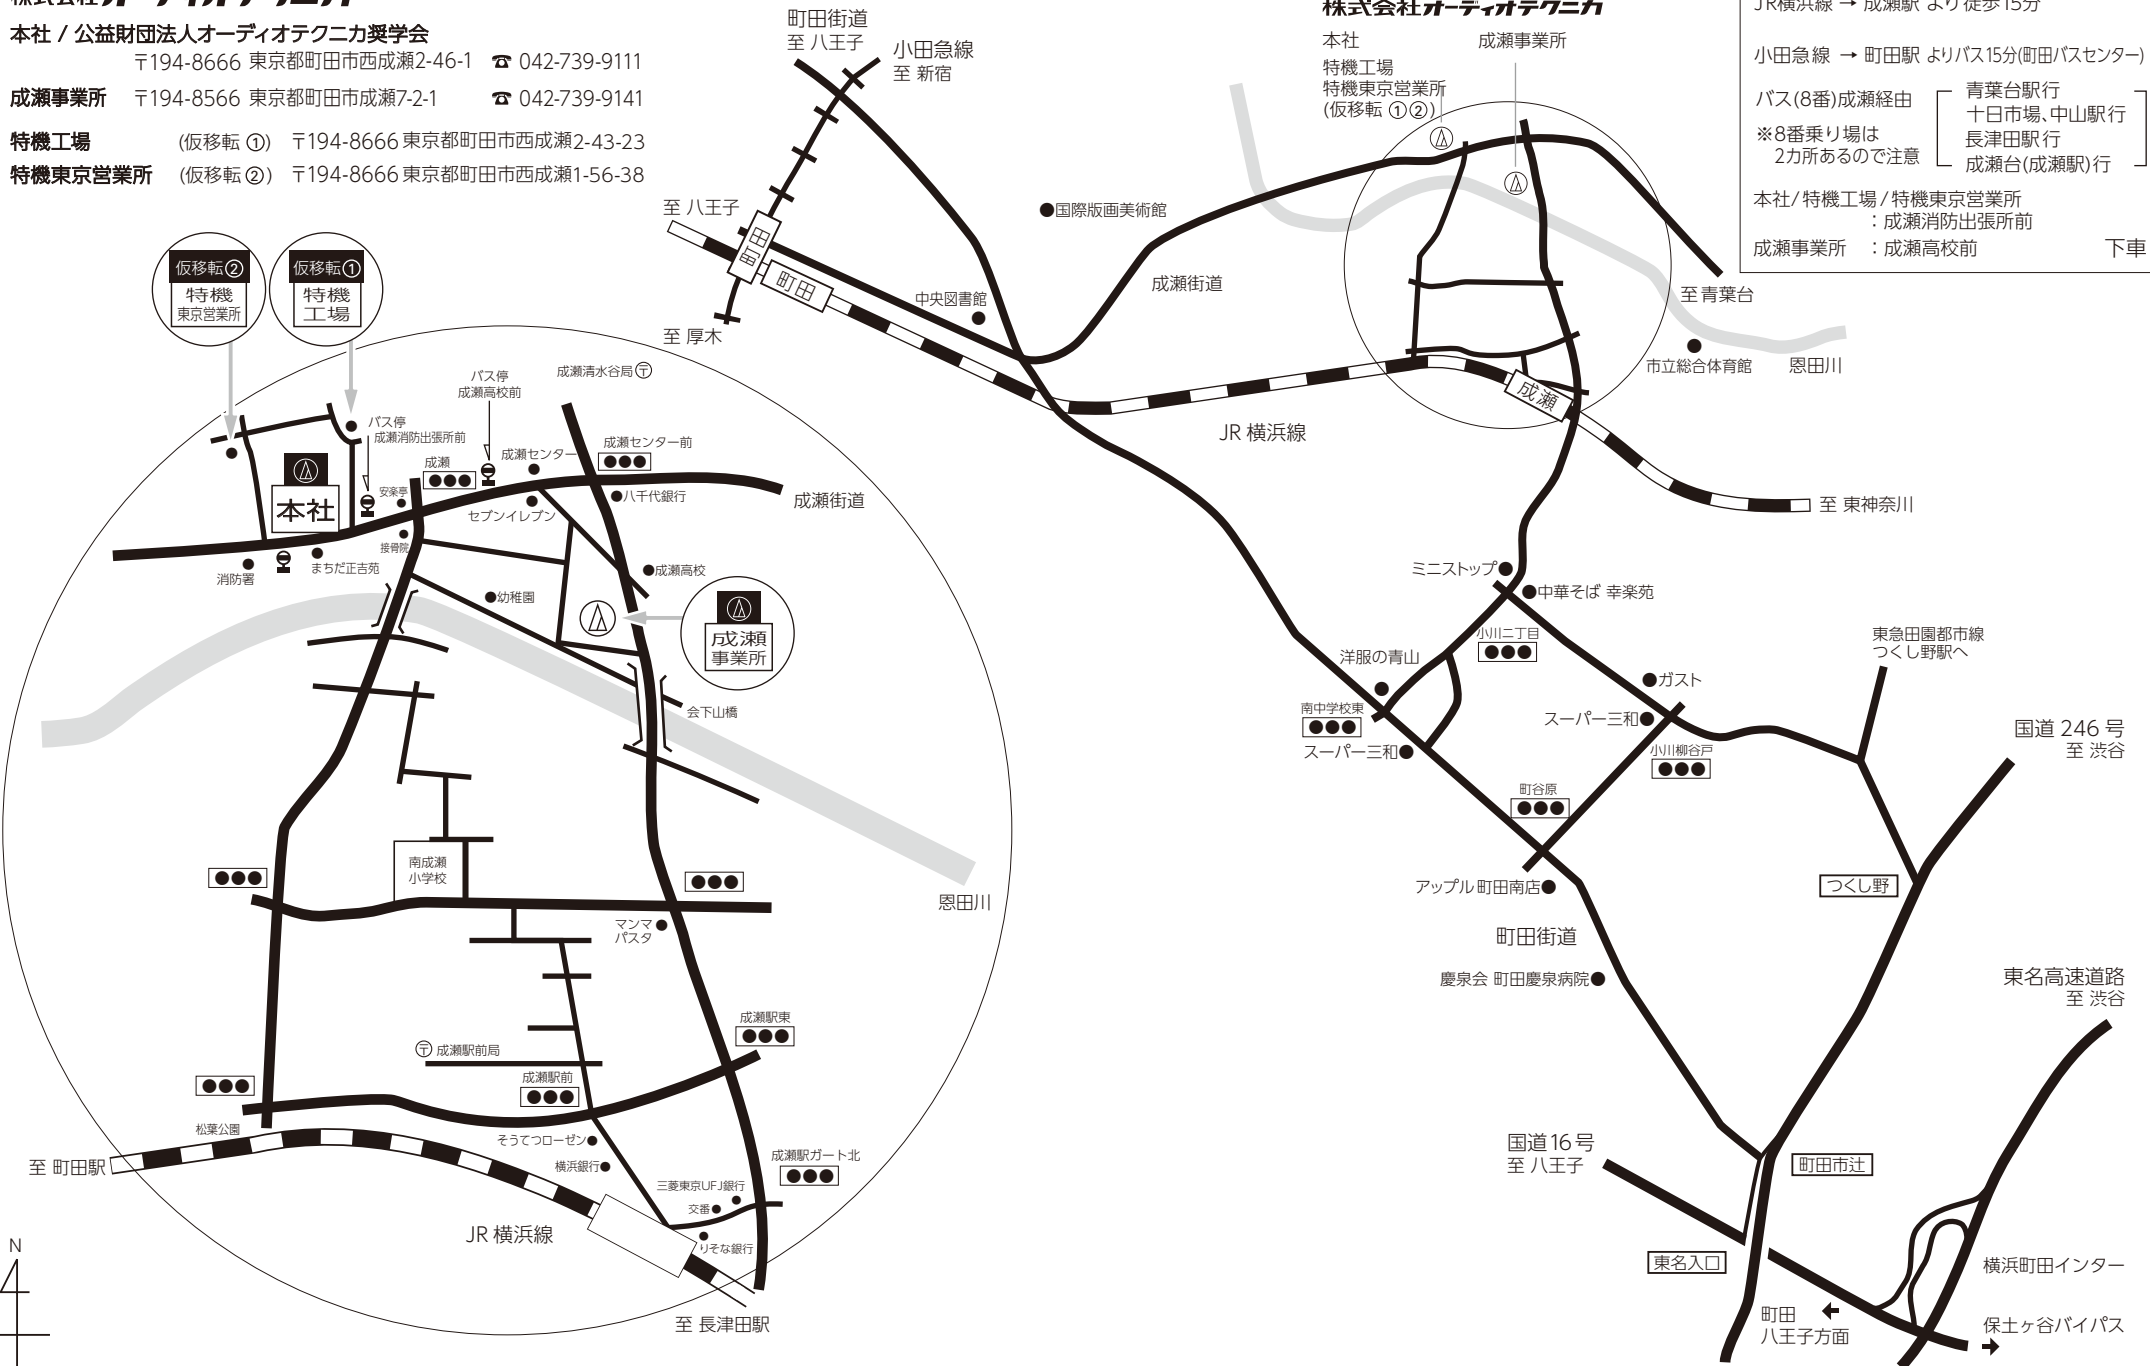 株式会社オーディオテクニカ
本社 / 公益財団法人オーディオテクニカ奨学会
〒194-8666 東京都町田市西成瀬2-46-1 ☎ 042-739-9111
成瀬事業所 〒194-8566 東京都町田市成瀬7-2-1 ☎ 042-739-9141
特機工場 (仮移転 ①) 〒194-8666 東京都町田市西成瀬2-43-23
特機東京営業所 (仮移転 ②) 〒194-8666 東京都町田市西成瀬1-56-38
仮移転②
特機
東京営業所
仮移転①
特機
工場
町田街道
至 八王子
小田急線
至 新宿
至 八王子
町田
町田
至 厚木
中央図書館
国際版画美術館
成瀬街道
株式会社オーディオテクニカ
本社
特機工場
特機東京営業所
(仮移転 ①②)
成瀬事業所
JR横浜線 → 成瀬駅 より徒歩15分
小田急線 → 町田駅 よりバス15分(町田バスセンター)
バス(8番)成瀬経由
※8番乗り場は
2カ所あるので注意
青葉台駅行
十日市場、中山駅行
長津田駅行
成瀬台(成瀬駅)行
本社/特機工場/特機東京営業所
:成瀬消防出張所前
成瀬事業所 :成瀬高校前 下車
至 青葉台
市立総合体育館
恩田川
成瀬
JR 横浜線
至 東神奈川
成瀬清水谷局〒
バス停
成瀬高校前
バス停
成瀬消防出張所前
成瀬
成瀬センター
成瀬センター前
八千代銀行
成瀬街道
安楽亭
セブンイレブン
本社
接骨院
消防署
まちだ正吉苑
幼稚園
成瀬高校
成瀬
事業所
会下山橋
南成瀬
小学校
マンマ
パスタ
恩田川
成瀬駅東
〒 成瀬駅前局
成瀬駅前
松葉公園
そうてつローゼン
横浜銀行
成瀬駅ガート北
三菱東京UFJ銀行
交番
りそな銀行
至 町田駅
JR 横浜線
至 長津田駅
N
ミニストップ
中華そば 幸楽苑
小川二丁目
洋服の青山
南中学校東
スーパー三和
ガスト
スーパー三和
小川柳谷戸
町谷原
東急田園都市線
つくし野駅へ
国道 246 号
至 渋谷
アップル 町田南店
つくし野
町田街道
慶泉会 町田慶泉病院
東名高速道路
至 渋谷
国道16号
至 八王子
町田市辻
東名入口
横浜町田インター
町田
八王子方面
保土ヶ谷バイパス